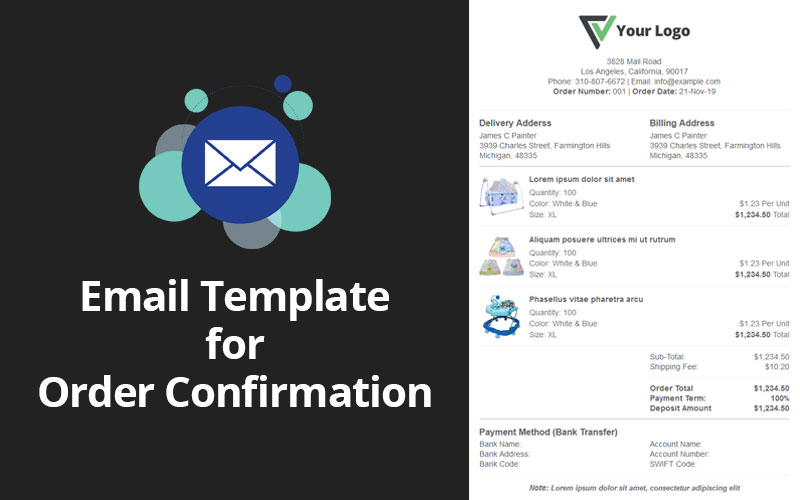 Email Template
for
Order Confirmation
Your Logo
3828 Mall Road
Los Angeles, California, 90017
Phone: 310-807-6672 | Email: info@example.com
Order Number: 001 | Order Date: 21-Nov-19
Delivery Adderss
James C Painter
3939 Charles Street, Farmington Hills
Michigan, 48335
Billing Address
James C Painter
3939 Charles Street, Farmington Hills
Michigan, 48335
Lorem ipsum dolor sit amet
Quantity: 100
Color: White & Blue $1.23 Per Unit
Size: XL $1,234.50 Total
Aliquam posuere ultrices mi ut rutrum
Quantity: 100
Color: White & Blue $1.23 Per Unit
Size: XL $1,234.50 Total
Phasellus vitae pharetra arcu
Quantity: 100
Color: White & Blue $1.23 Per Unit
Size: XL $1,234.50 Total
Sub-Total: $1,234.50
Shipping Fee: $10.20
Order Total $1,234.50
Payment Term: 100%
Deposit Amount $1,234.50
Payment Method (Bank Transfer)
Bank Name: Account Name:
Bank Address: Account Number:
Bank Code: SWIFT Code:
Note: Lorem ipsum dolor sit amet, consectetur adipiscing elit